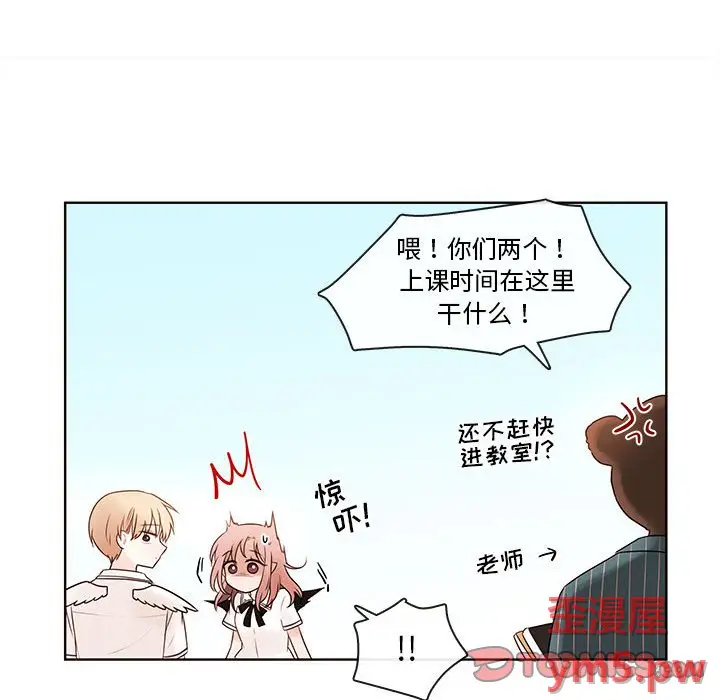 喂！你们两个！
上课时间在这里
干什么！
还不赶快
进教室!?
惊
吓!
老师 →
!!
歪漫屋
ym5.pw